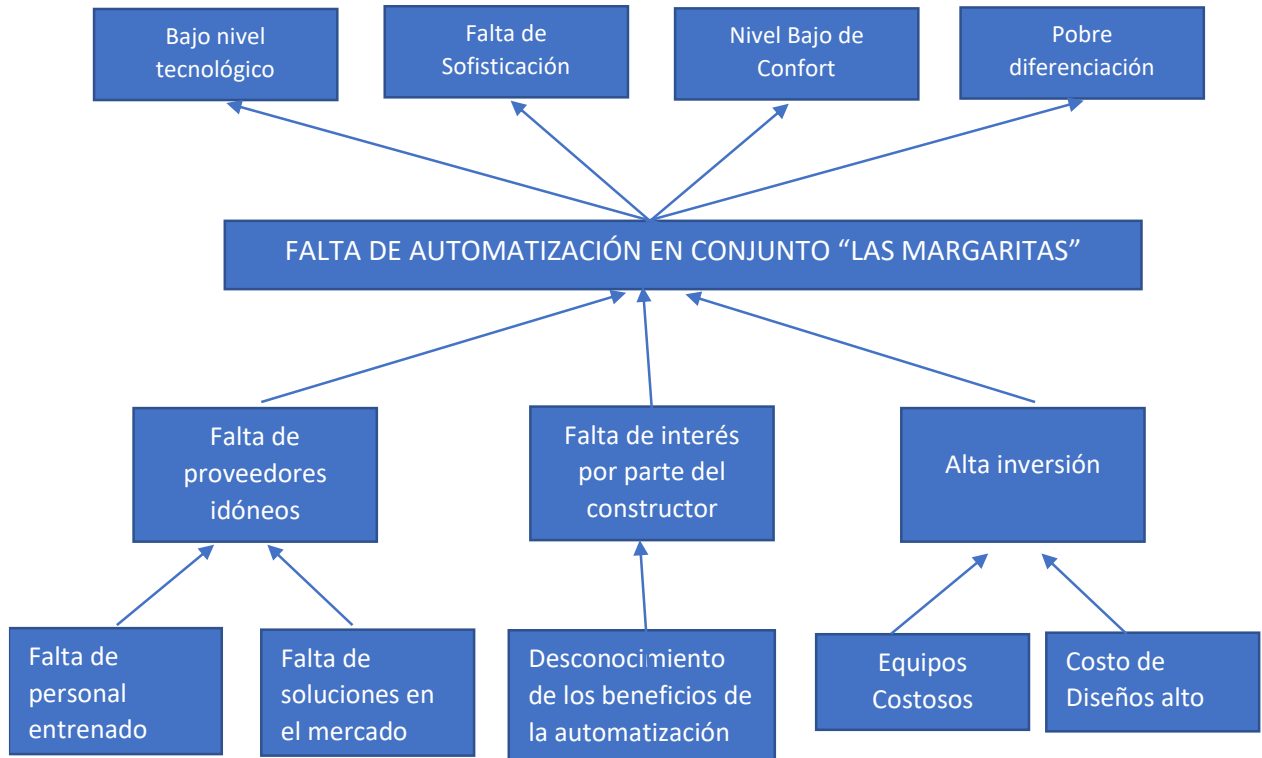 Bajo nivel
tecnológico
Falta de
Sofisticación
Nivel Bajo de
Confort
Pobre
diferenciación
FALTA DE AUTOMATIZACIÓN EN CONJUNTO “LAS MARGARITAS”
Falta de
proveedores
idóneos
Falta de interés
por parte del
constructor
Alta inversión
Falta de
personal
entrenado
Falta de
soluciones en
el mercado
Desconocimiento
de los beneficios de
la automatización
Equipos
Costosos
Costo de
Diseños alto